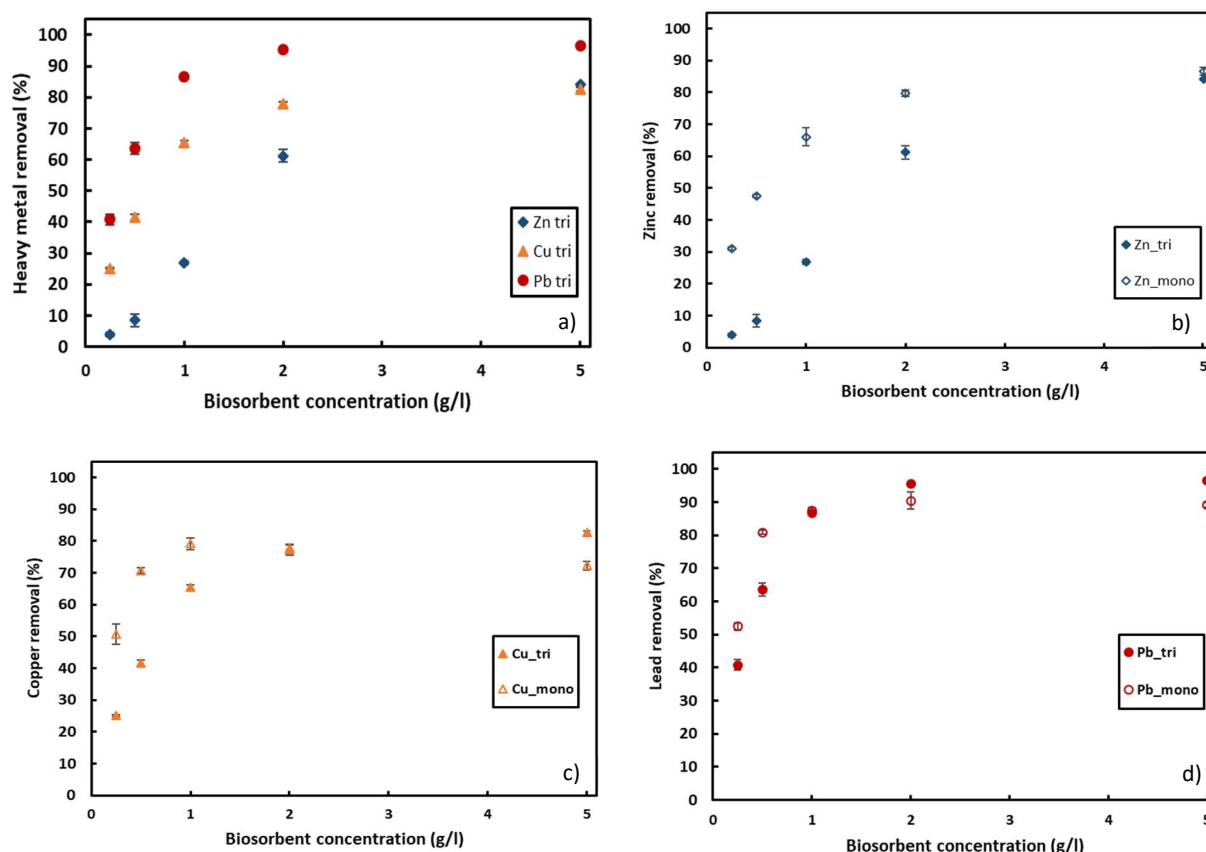 Heavy metal removal (%)
100
90
80
70
60
50
40
30
20
10
0
0 1 2 3 4 5
Biosorbent concentration (g/l)
Zn tri
Cu tri
Pb tri
a)
Zinc removal (%)
100
90
80
70
60
50
40
30
20
10
0
0 1 2 3 4 5
Biosorbent concentration (g/l)
Zn_tri
Zn_mono
b)
Copper removal (%)
100
90
80
70
60
50
40
30
20
10
0
0 1 2 3 4 5
Biosorbent concentration (g/l)
Cu_tri
Cu_mono
c)
Lead removal (%)
100
90
80
70
60
50
40
30
20
10
0
0 1 2 3 4 5
Biosorbent concentration (g/l)
Pb_tri
Pb_mono
d)